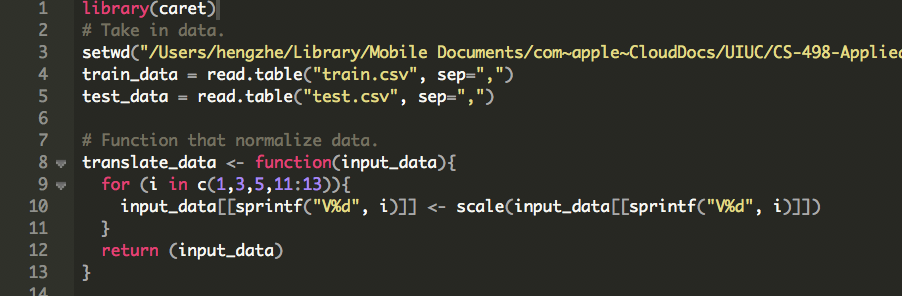 1 library(caret)
2 # Take in data.
3 setwd("/Users/hengzhe/Library/Mobile Documents/com~apple~CloudDocs/UIUC/CS-498-Applied
4 train_data = read.table("train.csv", sep=",")
5 test_data = read.table("test.csv", sep=",")
6
7 # Function that normalize data.
8 translate_data <- function(input_data){
9   for (i in c(1,3,5,11:13)){
10     input_data[[sprintf("V%d", i)]] <- scale(input_data[[sprintf("V%d", i)]])
11   }
12   return (input_data)
13 }
14